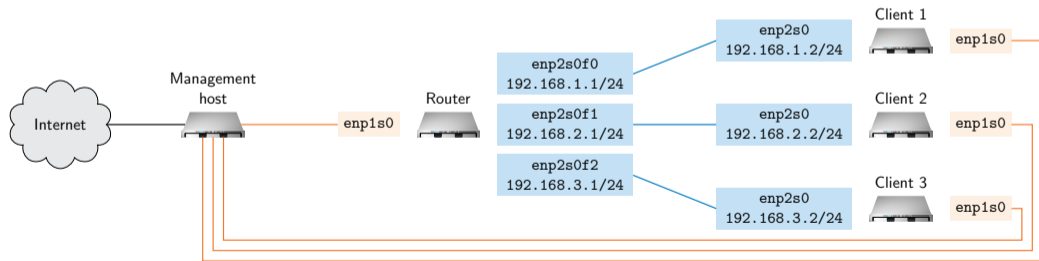 Internet
Management
host
enp1s0
Router
enp2s0f0
192.168.1.1/24
enp2s0f1
192.168.2.1/24
enp2s0f2
192.168.3.1/24
enp2s0
192.168.1.2/24
Client 1
enp1s0
enp2s0
192.168.2.2/24
Client 2
enp1s0
enp2s0
192.168.3.2/24
Client 3
enp1s0